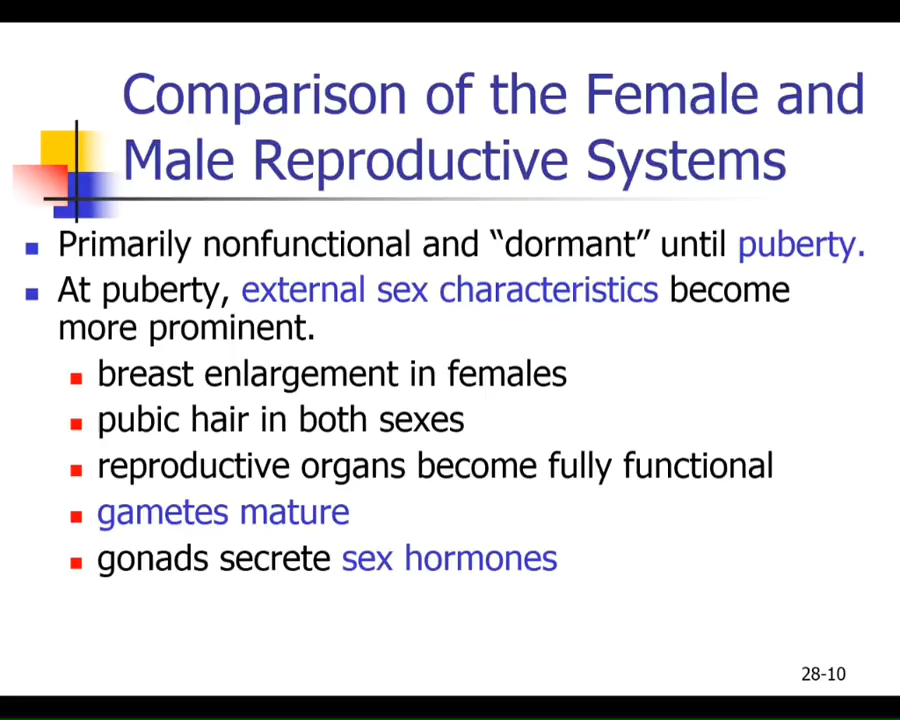 Comparison of the Female and
Male Reproductive Systems
Primarily nonfunctional and “dormant” until puberty.
At puberty, external sex characteristics become
more prominent.
breast enlargement in females
pubic hair in both sexes
reproductive organs become fully functional
gametes mature
gonads secrete sex hormones
28-10